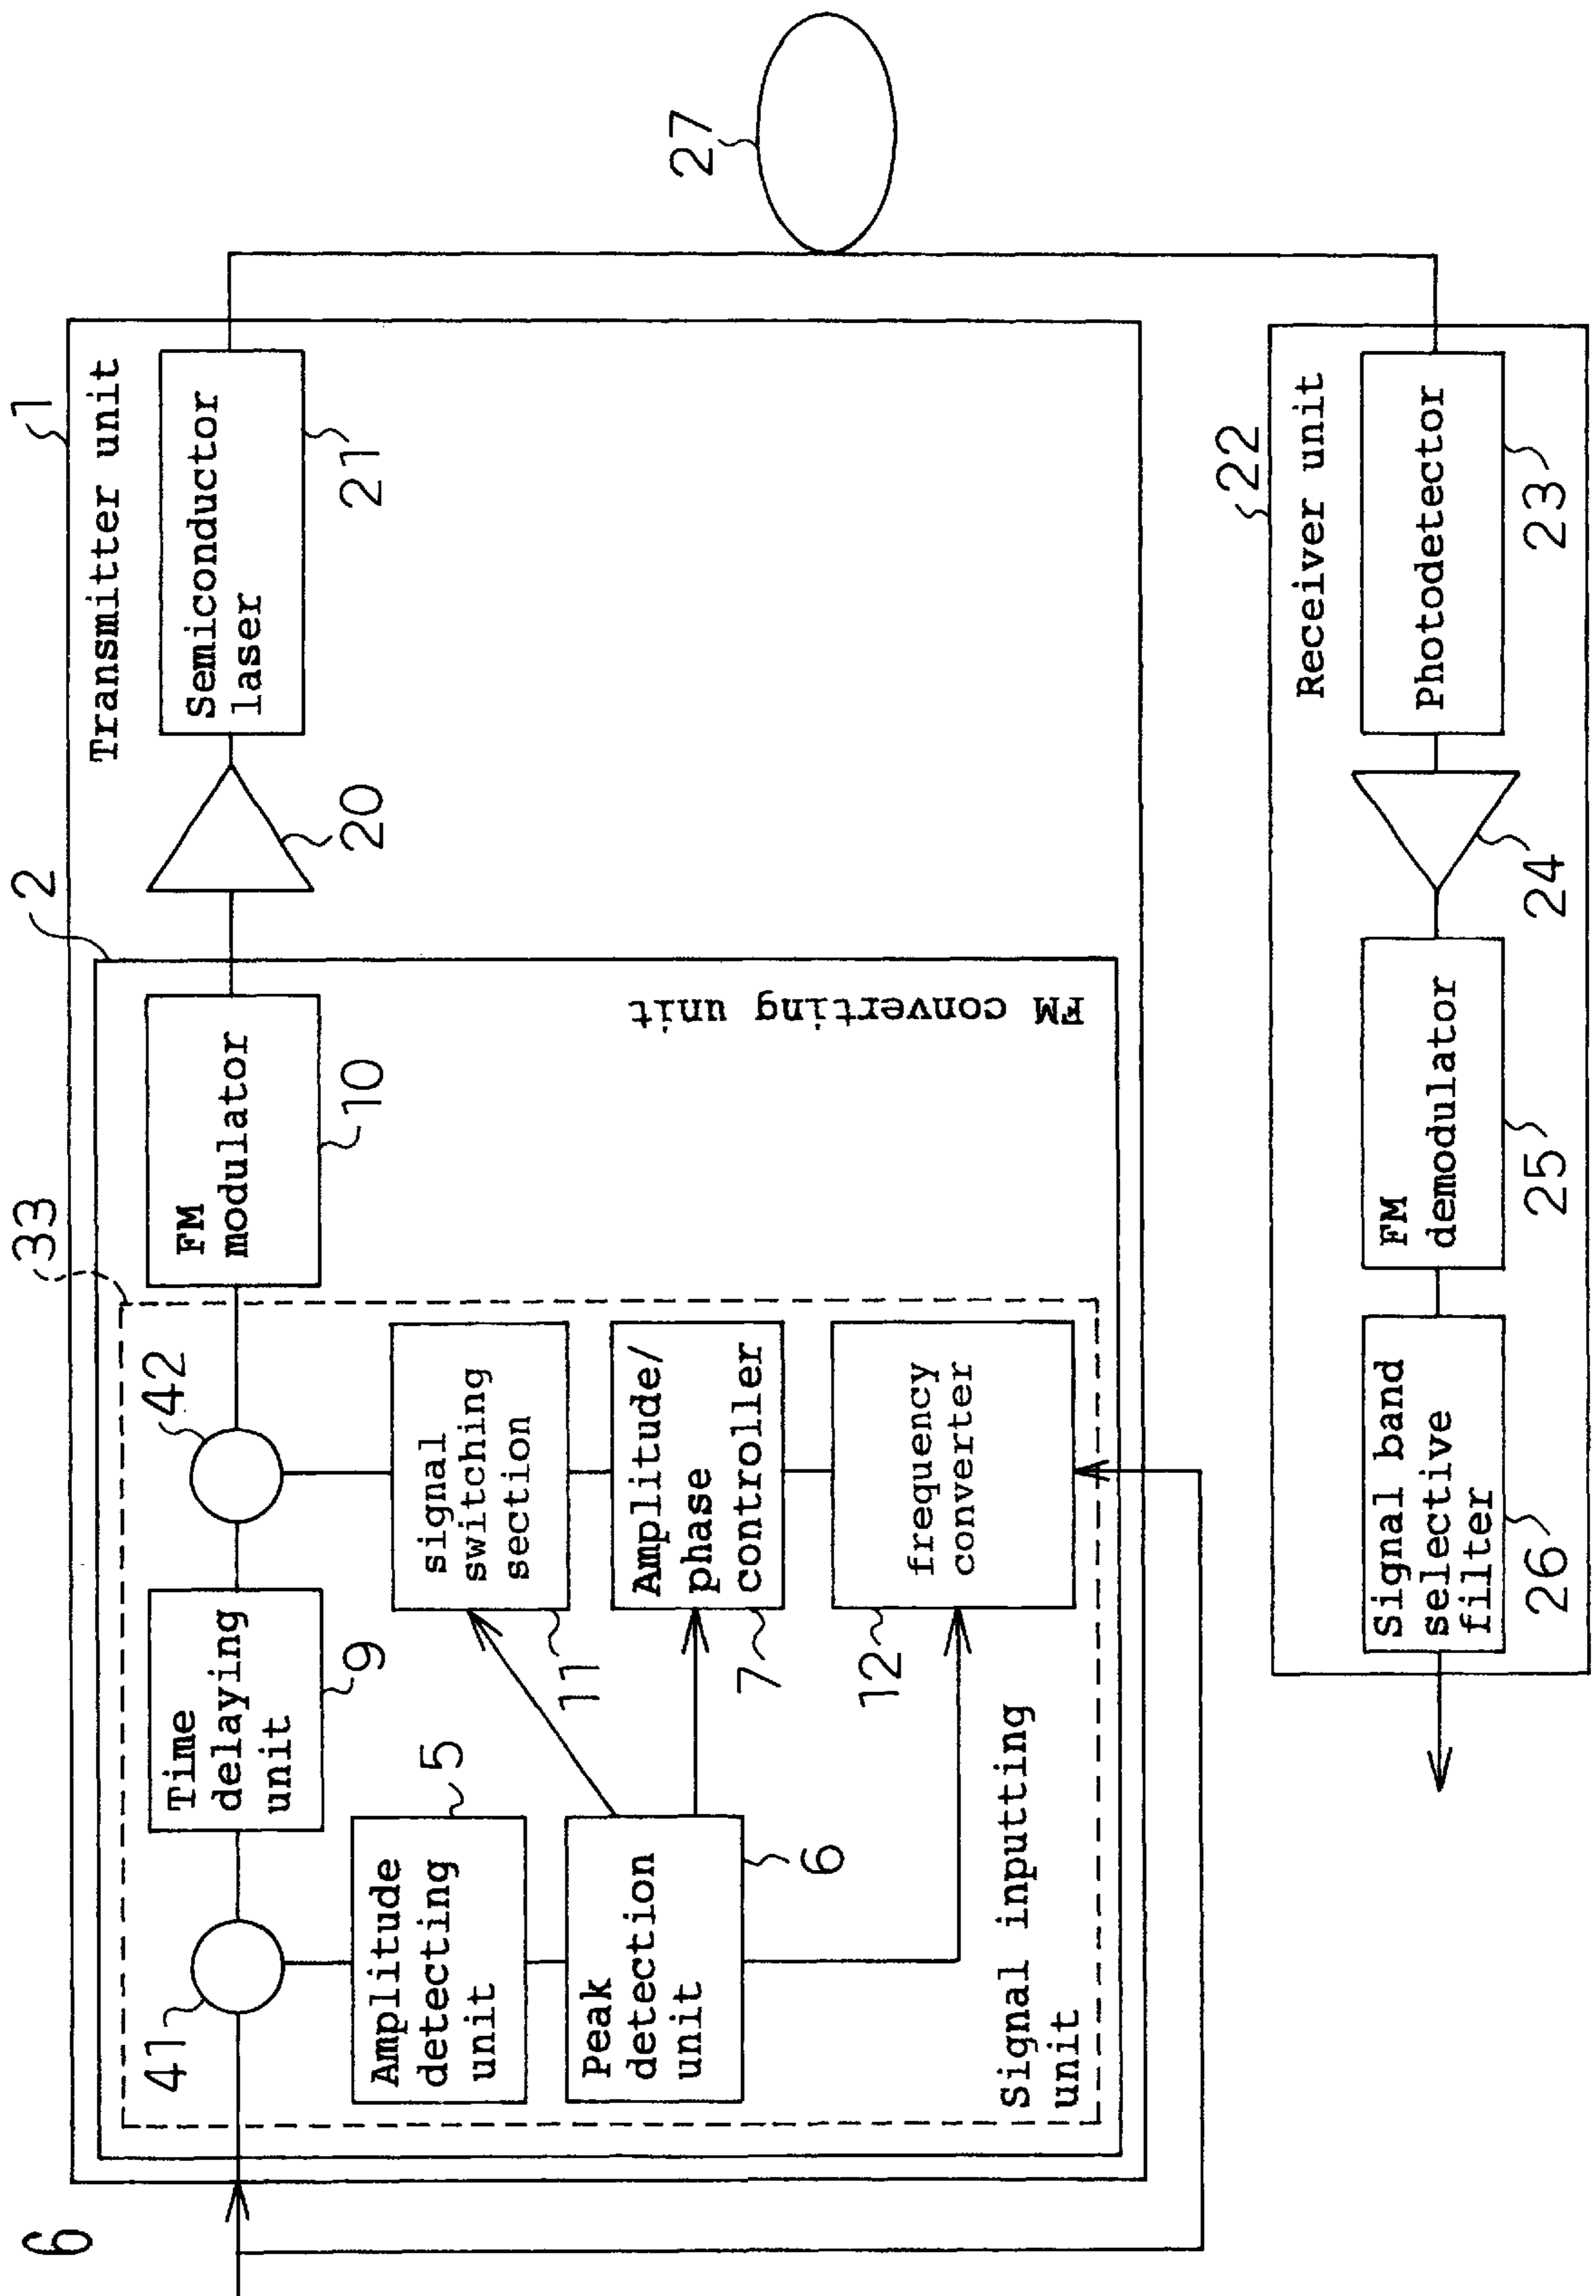 6
1
Transmitter unit
2
FM converting unit
33
Signal inputting
unit
41
42
Time
delaying
unit
9
FM
modulator
10
20
Semiconductor
laser
21
Amplitude
detecting
unit
5
Peak
detection
unit
6
signal
switching
section
11
Amplitude/
phase
controller
7
frequency
converter
12
27
22
Receiver unit
Photodetector
23
24
FM
demodulator
25
Signal band
selective
filter
26